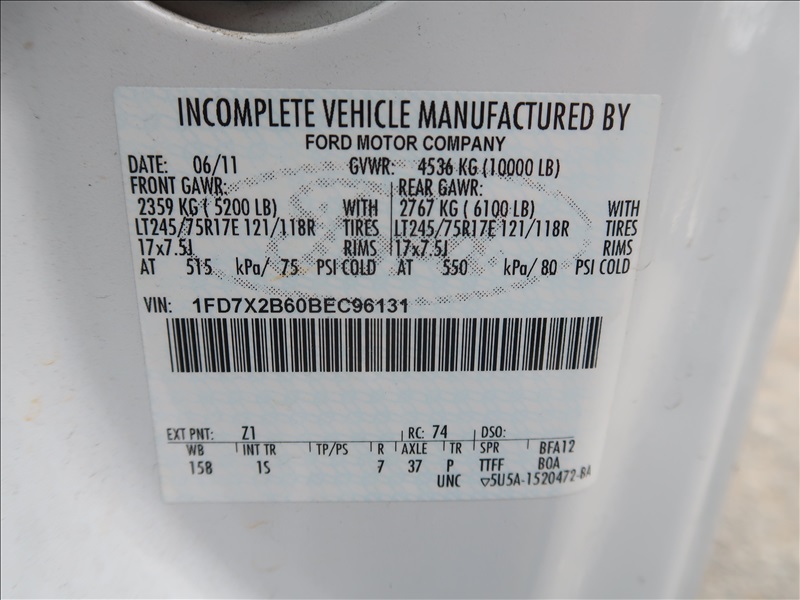 INCOMPLETE VEHICLE MANUFACTURED BY
FORD MOTOR COMPANY
DATE: 06/11 GVWR: 4536 KG (10000 LB)
FRONT GAWR: REAR GAWR:
2359 KG ( 5200 LB) WITH 2767 KG ( 6100 LB) WITH
LT245/75R17E 121/118R TIRES LT245/75R17E 121/118R TIRES
17x7.5J RIMS 17x7.5J RIMS
AT 515 kPa/ 75 PSI COLD AT 550 kPa/ 80 PSI COLD
VIN: 1FD7X2B60BEC96131
EXT PNT: Z1 RC: 74 DSO:
WB INT TR TP/PS R AXLE TR SPR BFA12
158 1S 7 37 P TTFF BOA
UNC ▽5U5A-1520472-BA